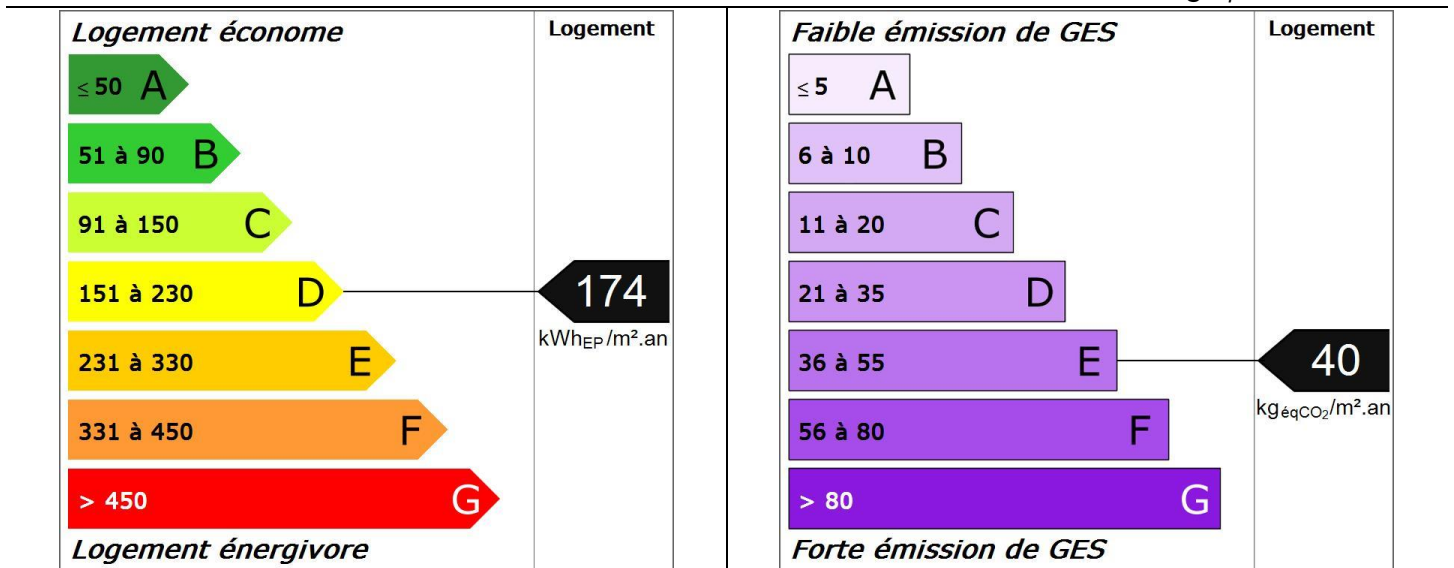 Logement économe
Logement
≤ 50 A
51 à 90 B
91 à 150 C
151 à 230 D
174
kWhEP/m².an
231 à 330 E
331 à 450 F
> 450 G
Logement énergivore
Faible émission de GES
Logement
≤ 5 A
6 à 10 B
11 à 20 C
21 à 35 D
36 à 55 E
40
kgéqCO₂/m².an
56 à 80 F
> 80 G
Forte émission de GES